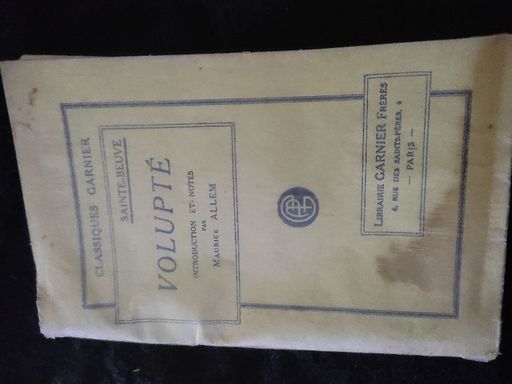 CLASSIQUES GARNIER
SAINTE-BEUVE
VOLUPTÉ
INTRODUCTION ET NOTES
PAR
MAURICE ALLEM
LIBRAIRIE GARNIER FRÈRES
6, RUE DES SAINTS-PÈRES, 6
— PARIS —